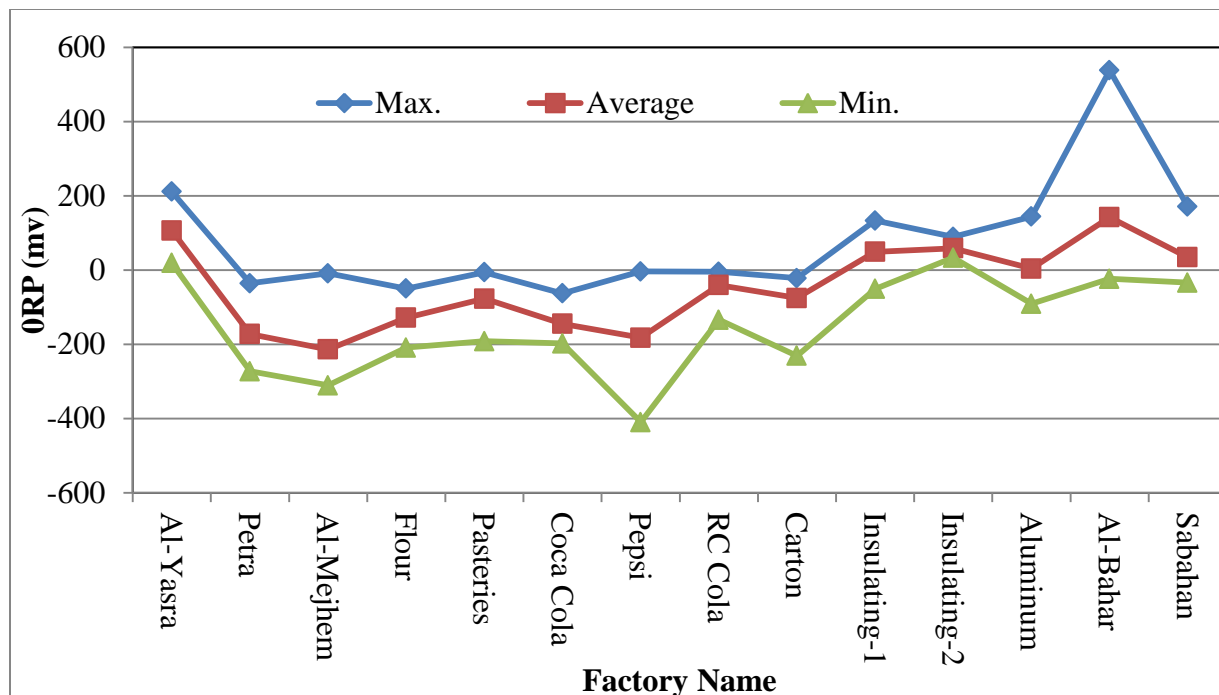 600
400
200
0
-200
-400
-600
0RP (mv)
Max.
Average
Min.
Al-Yasra
Petra
Al-Mejhem
Flour
Pasteries
Coca Cola
Pepsi
RC Cola
Carton
Insulating-1
Insulating-2
Aluminum
Al-Bahar
Sabahan
Factory Name